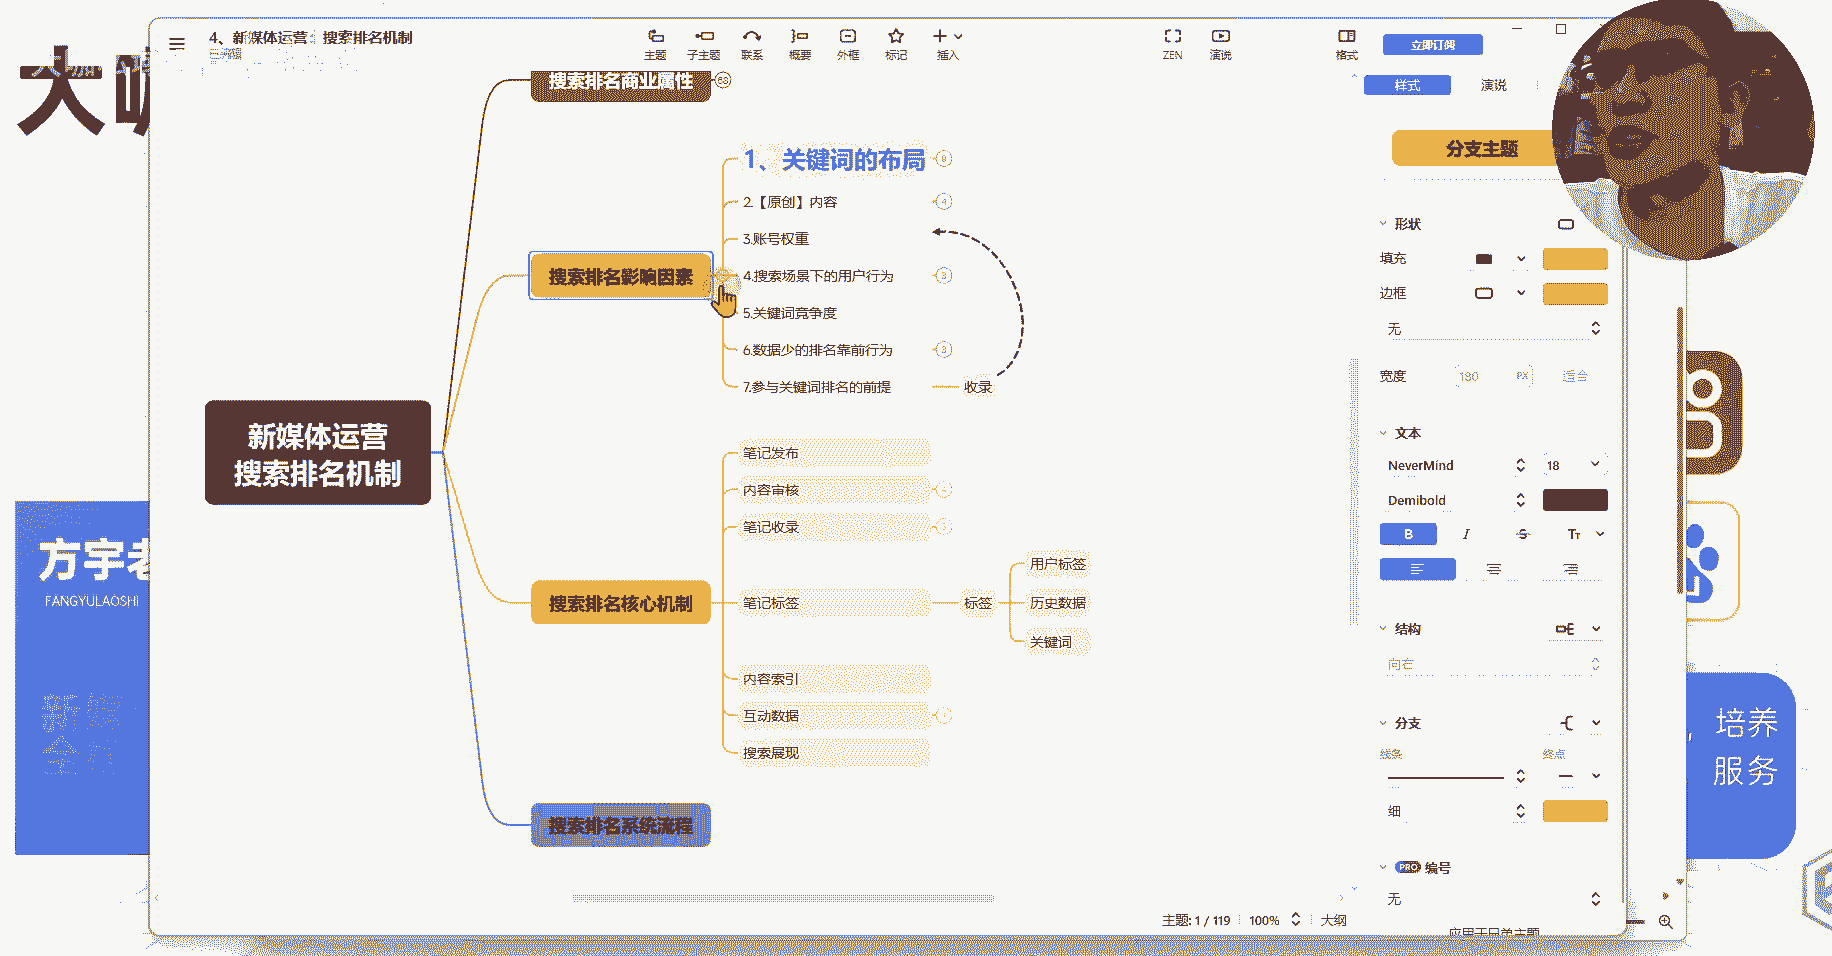 4、新媒体运营：搜索排名机制
已编辑
主题
子主题
联系
概要
外框
标记
插入
ZEN
演说
格式
立即订阅
样式
演说
大
搜索排名商业属性
分支主题
1、关键词的布局
8
2.【原创】内容
4
3.账号权重
搜索排名影响因素
4.搜索场景下的用户行为
3
5.关键词竞争度
6.数据少的排名靠前行为
3
7.参与关键词排名的前提
收录
形状
填充
边框
无
宽度
180
PX
适合
新媒体运营
搜索排名机制
文本
NeverMind
18
Demibold
B
I
S
TT
笔记发布
内容审核
笔记收录
搜索排名核心机制
笔记标签
标签
用户标签
历史数据
关键词
内容索引
互动数据
搜索展现
结构
向右
分支
线条
终点
细
搜索排名系统流程
PRO 编号
无
主题: 1 / 119
100%
大纲
方宇老
FANGYULAOSHI
培养
服务